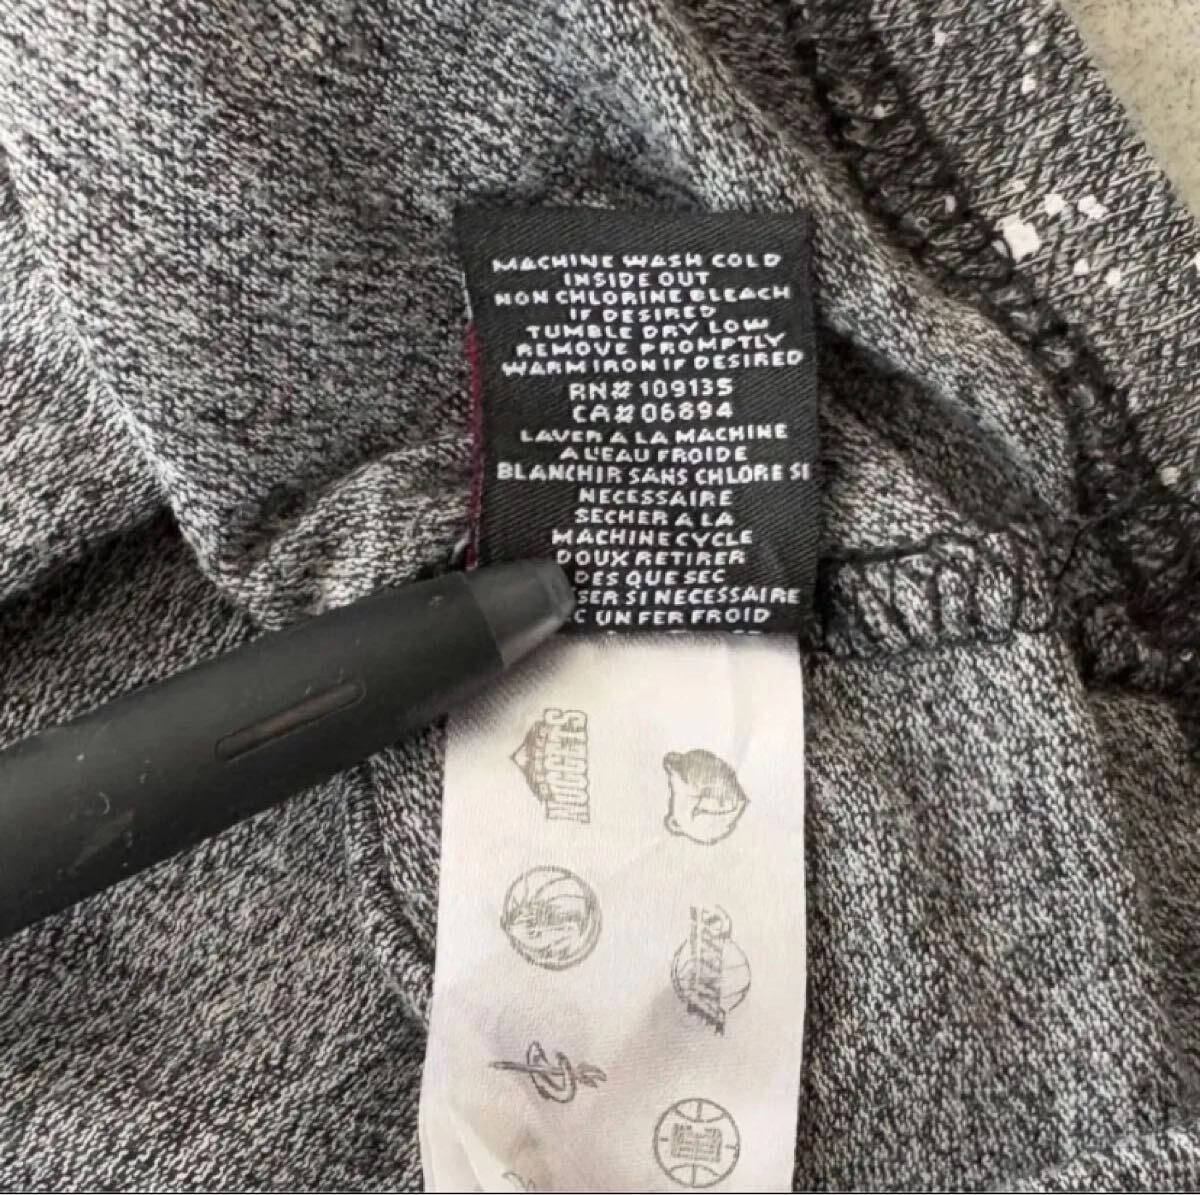 MACHINE WASH COLD
INSIDE OUT
NON CHLORINE BLEACH
IF DESIRED
TUMBLE DRY LOW
REMOVE PROMPTLY
WARM IRON IF DESIRED
RN# 109135
CA# 06894
LAVER A LA MACHINE
A L'EAU FROIDE
BLANCHIR SANS CHLORE SI
NECESSAIRE
SECHER A LA
MACHINE CYCLE
DOUX RETIRER
DES QUE SEC
SER SI NECESSAIRE
C UN FER FROID
NUGGETS
LAKERS